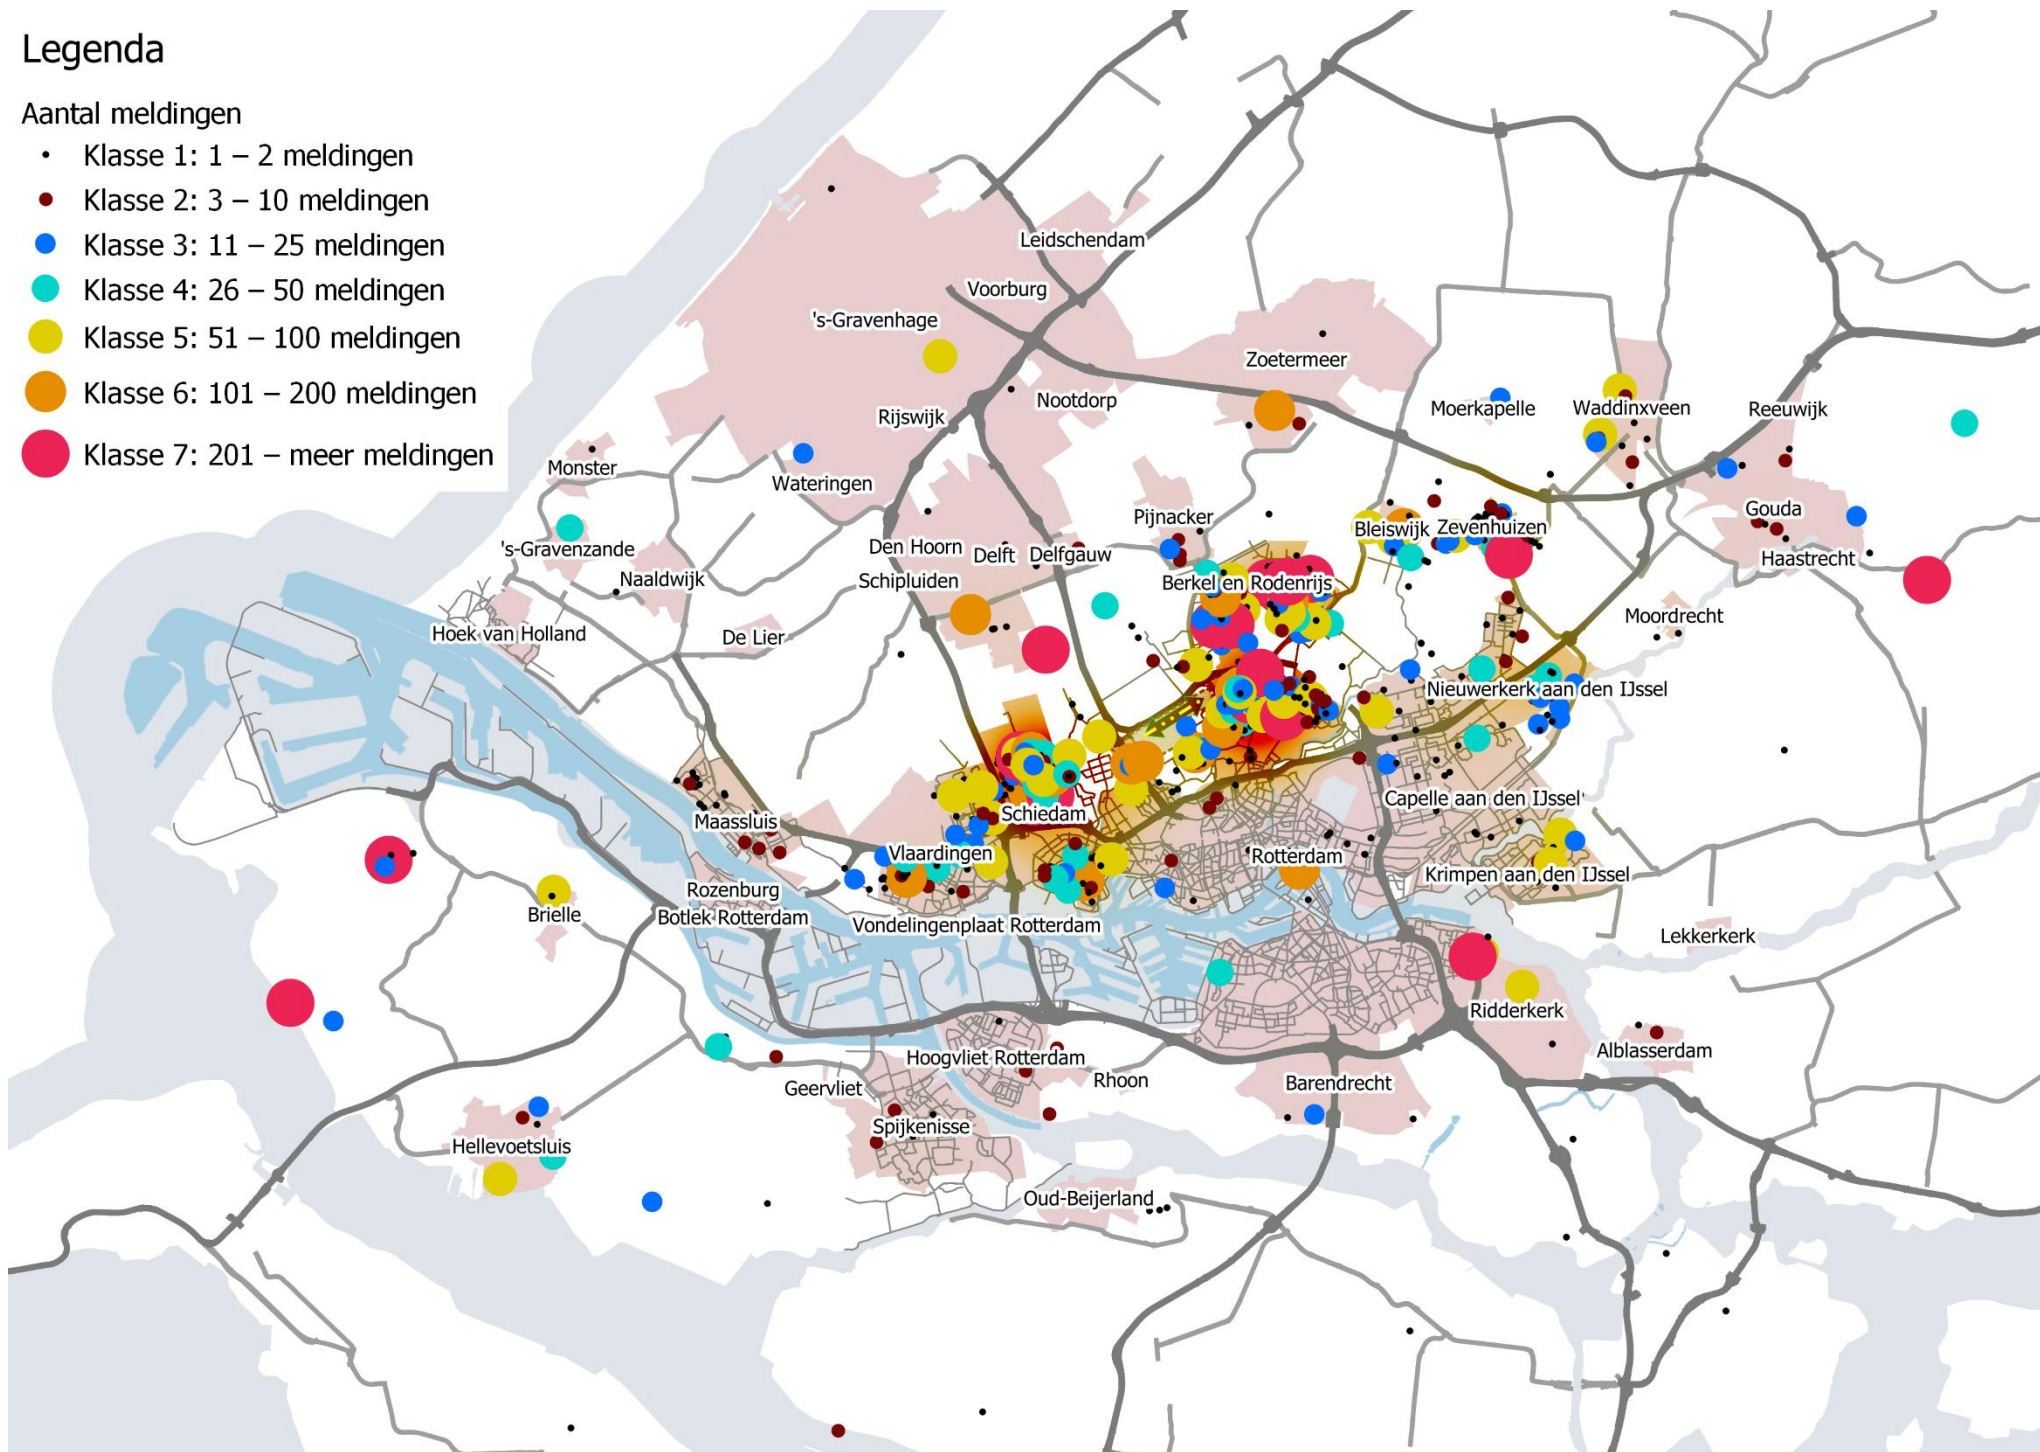 Legenda
Aantal meldingen
Klasse 1: 1 – 2 meldingen
Klasse 2: 3 – 10 meldingen
Klasse 3: 11 – 25 meldingen
Klasse 4: 26 – 50 meldingen
Klasse 5: 51 – 100 meldingen
Klasse 6: 101 – 200 meldingen
Klasse 7: 201 – meer meldingen
Leidschendam
Voorburg
's-Gravenhage
Zoetermeer
Nootdorp
Rijswijk
Moerkapelle
Waddinxveen
Reeuwijk
Monster
Wateringen
Gouda
Pijnacker
Bleiswijk
Zevenhuizen
's-Gravenzande
Den Hoorn
Delft
Delfgauw
Haastrecht
Naaldwijk
Schipluiden
Berkel en Rodenrijs
Moordrecht
Hoek van Holland
De Lier
Nieuwerkerk aan den IJssel
Capelle aan den IJssel
Schiedam
Maassluis
Vlaardingen
Rotterdam
Krimpen aan den IJssel
Rozenburg
Brielle
Botlek Rotterdam
Vondelingenplaat Rotterdam
Lekkerkerk
Ridderkerk
Alblasserdam
Hoogvliet Rotterdam
Rhoon
Barendrecht
Geervliet
Spijkenisse
Hellevoetsluis
Oud-Beijerland